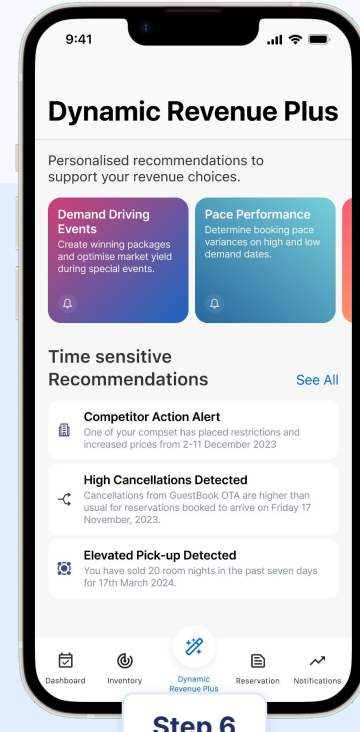 9:41
Dynamic Revenue Plus
Personalised recommendations to
support your revenue choices.
Demand Driving
Events
Create winning packages
and optimise market yield
during special events.
Pace Performance
Determine booking pace
variances on high and low
demand dates.
Time sensitive
Recommendations
See All
Competitor Action Alert
One of your compset has placed restrictions and
increased prices from 2-11 December 2023
High Cancellations Detected
Cancellations from GuestBook OTA are higher than
usual for reservations booked to arrive on Friday 17
November, 2023.
Elevated Pick-up Detected
You have sold 20 room nights in the past seven days
for 17th March 2024.
Dashboard
Inventory
Dynamic
Revenue Plus
Reservation
Notifications
Step 6